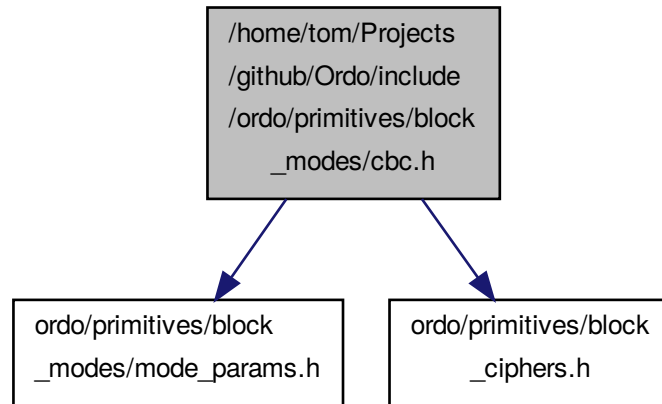 /home/tom/Projects
/github/Ordo/include
/ordo/primitives/block
_modes/cbc.h
ordo/primitives/block
_modes/mode_params.h
ordo/primitives/block
_ciphers.h